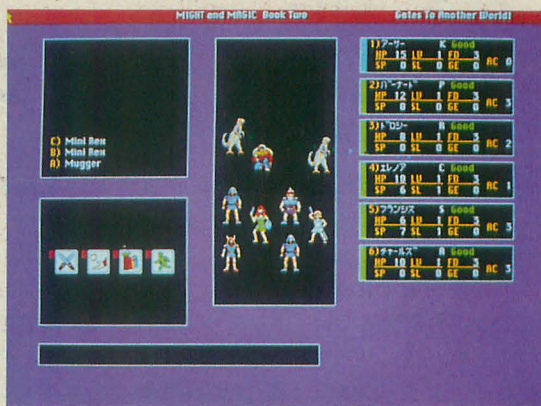 MIGHT and MAGIC Book Two Gates To Another World!
C) Mini Rex
B) Mini Rex
A) Mugger
1)アーサー K Good
HP 15 LV 1 FD 3
SP 0 SL 0 GE 0 AC 0
2)バーナード P Good
HP 12 LV 1 FD 3
SP 0 SL 0 GE 0 AC 3
3)ドロシー R Good
HP 8 LV 1 FD 3
SP 0 SL 0 GE 0 AC 2
4)エレノア C Good
HP 10 LV 1 FD 3
SP 6 SL 1 GE 0 AC 1
5)フランシス S Good
HP 6 LV 1 FD 3
SP 7 SL 1 GE 0 AC 3
6)チャールズ A Good
HP 10 LV 1 FD 3
SP 0 SL 0 GE 0 AC 3